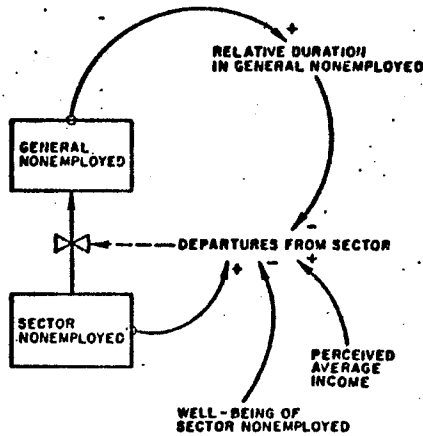 +
RELATIVE DURATION
IN GENERAL NONEMPLOYED
GENERAL
NONEMPLOYED
-
DEPARTURES FROM SECTOR
+ - +
SECTOR
NONEMPLOYED
PERCEIVED
AVERAGE
INCOME
WELL-BEING OF
SECTOR NONEMPLOYED